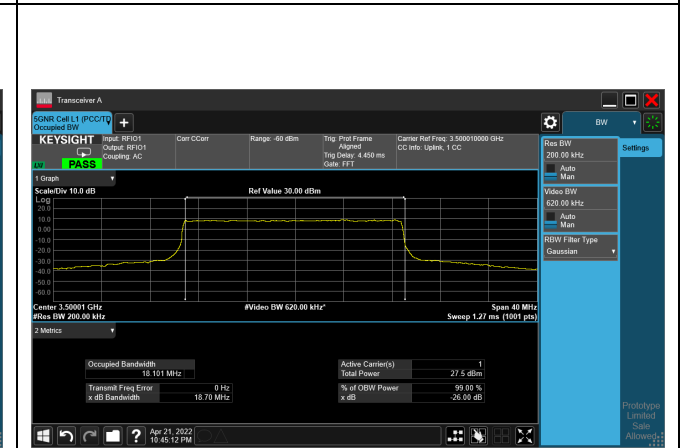 Transceiver A
5GNR Cell L1 (PCC/TD
Occupied BW
+
BW
KEYSIGHT
Input: RFIO1
Output: RFIO1
Coupling: AC
Corr CCorr
Range: -60 dBm
Trig: Prot Frame
Aligned
Trig Delay: 4.450 ms
Gate: FFT
Carrier Ref Freq: 3.500010000 GHz
CC Info: Uplink, 1 CC
PASS
Res BW
200.00 kHz
Auto
Man
Settings
Video BW
620.00 kHz
Auto
Man
RBW Filter Type
Gaussian
1 Graph
Scale/Div 10.0 dB
Ref Value 30.00 dBm
Log
20.0
10.0
0.00
-10.0
-20.0
-30.0
-40.0
-50.0
-60.0
Center 3.50001 GHz
#Video BW 620.00 kHz*
Span 40 MHz
#Res BW 200.00 kHz
Sweep 1.27 ms (1001 pts)
2 Metrics
Occupied Bandwidth
18.101 MHz
Active Carrier(s) 1
Total Power 27.5 dBm
Transmit Freq Error 0 Hz
x dB Bandwidth 18.70 MHz
% of OBW Power 99.00 %
x dB -26.00 dB
Prototype
Limited
Sale
Allowed
Apr 21, 2022
10:45:12 PM